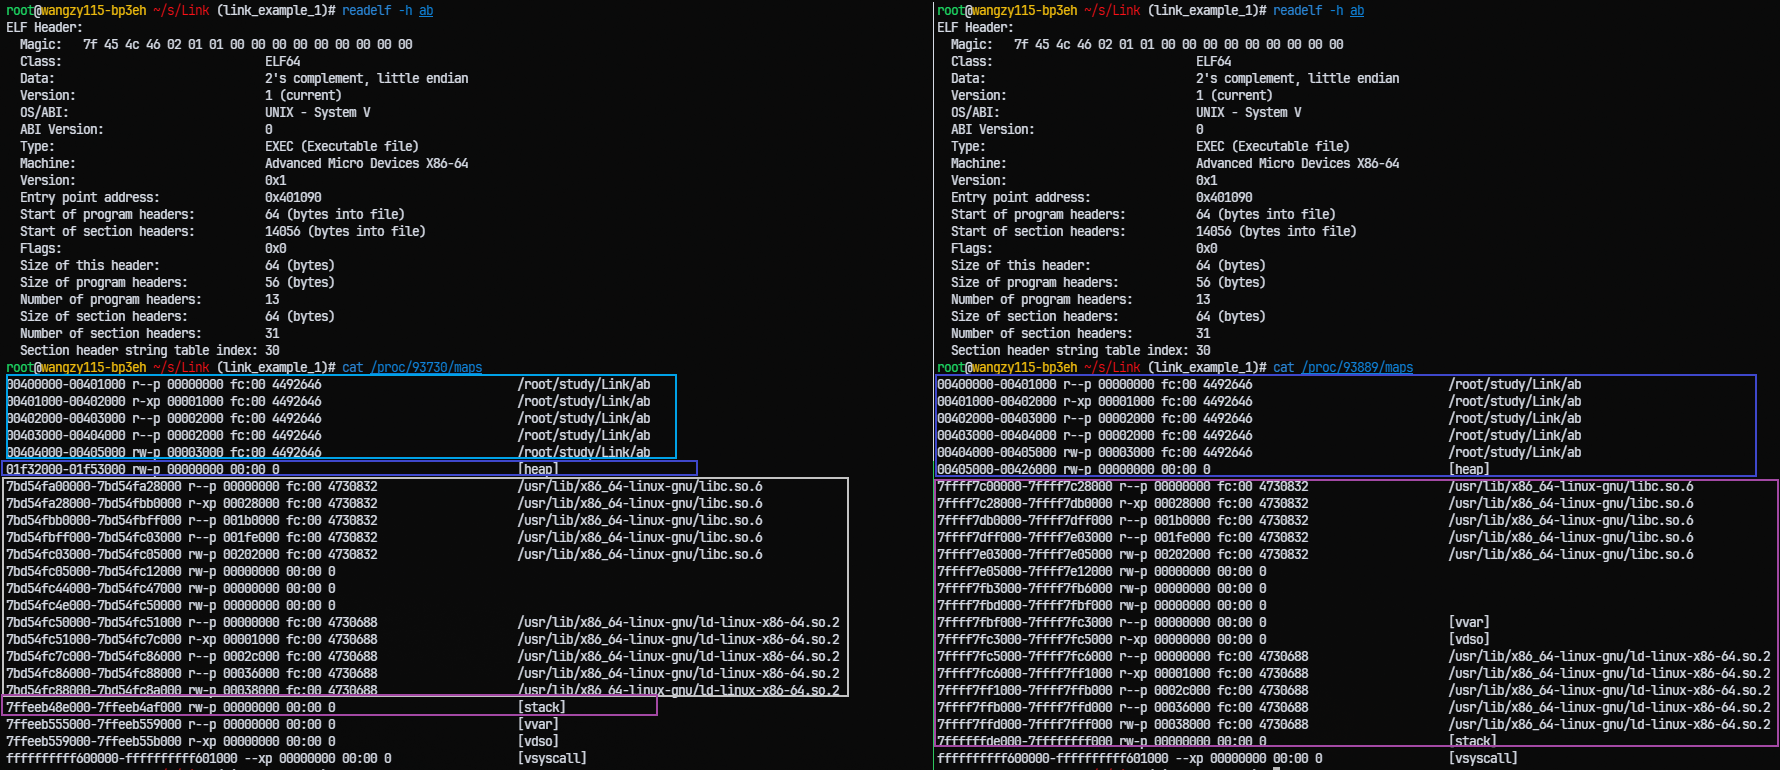 root@wangzy115-bp3eh ~/s/Link (link_example_1)# readelf -h ab
ELF Header:
  Magic:   7f 45 4c 46 02 01 01 00 00 00 00 00 00 00 00 00
  Class:                             ELF64
  Data:                              2's complement, little endian
  Version:                           1 (current)
  OS/ABI:                            UNIX - System V
  ABI Version:                       0
  Type:                              EXEC (Executable file)
  Machine:                           Advanced Micro Devices X86-64
  Version:                           0x1
  Entry point address:               0x401090
  Start of program headers:          64 (bytes into file)
  Start of section headers:          14056 (bytes into file)
  Flags:                             0x0
  Size of this header:               64 (bytes)
  Size of program headers:           56 (bytes)
  Number of program headers:         13
  Size of section headers:           64 (bytes)
  Number of section headers:         31
  Section header string table index: 30
root@wangzy115-bp3eh ~/s/Link (link_example_1)# cat /proc/93730/maps
00400000-00401000 r--p 00000000 fc:00 4492646                            /root/study/Link/ab
00401000-00402000 r-xp 00001000 fc:00 4492646                            /root/study/Link/ab
00402000-00403000 r--p 00002000 fc:00 4492646                            /root/study/Link/ab
00403000-00404000 r--p 00002000 fc:00 4492646                            /root/study/Link/ab
00404000-00405000 rw-p 00003000 fc:00 4492646                            /root/study/Link/ab
01f32000-01f53000 rw-p 00000000 00:00 0                                  [heap]
7bd54fa00000-7bd54fa28000 r--p 00000000 fc:00 4730832                    /usr/lib/x86_64-linux-gnu/libc.so.6
7bd54fa28000-7bd54fbb0000 r-xp 00028000 fc:00 4730832                    /usr/lib/x86_64-linux-gnu/libc.so.6
7bd54fbb0000-7bd54fbff000 r--p 001b0000 fc:00 4730832                    /usr/lib/x86_64-linux-gnu/libc.so.6
7bd54fbff000-7bd54fc03000 r--p 001fe000 fc:00 4730832                    /usr/lib/x86_64-linux-gnu/libc.so.6
7bd54fc03000-7bd54fc05000 rw-p 00202000 fc:00 4730832                    /usr/lib/x86_64-linux-gnu/libc.so.6
7bd54fc05000-7bd54fc12000 rw-p 00000000 00:00 0
7bd54fc44000-7bd54fc47000 rw-p 00000000 00:00 0
7bd54fc4e000-7bd54fc50000 rw-p 00000000 00:00 0
7bd54fc50000-7bd54fc51000 r--p 00000000 fc:00 4730688                    /usr/lib/x86_64-linux-gnu/ld-linux-x86-64.so.2
7bd54fc51000-7bd54fc7c000 r-xp 00001000 fc:00 4730688                    /usr/lib/x86_64-linux-gnu/ld-linux-x86-64.so.2
7bd54fc7c000-7bd54fc86000 r--p 0002c000 fc:00 4730688                    /usr/lib/x86_64-linux-gnu/ld-linux-x86-64.so.2
7bd54fc86000-7bd54fc88000 r--p 00036000 fc:00 4730688                    /usr/lib/x86_64-linux-gnu/ld-linux-x86-64.so.2
7bd54fc88000-7bd54fc8a000 rw-p 00038000 fc:00 4730688                    /usr/lib/x86_64-linux-gnu/ld-linux-x86-64.so.2
7ffeeb48e000-7ffeeb4af000 rw-p 00000000 00:00 0                          [stack]
7ffeeb555000-7ffeeb559000 r--p 00000000 00:00 0                          [vvar]
7ffeeb559000-7ffeeb55b000 r-xp 00000000 00:00 0                          [vdso]
ffffffffff600000-ffffffffff601000 --xp 00000000 00:00 0                  [vsyscall]
root@wangzy115-bp3eh ~/s/Link (link_example_1)# readelf -h ab
ELF Header:
  Magic:   7f 45 4c 46 02 01 01 00 00 00 00 00 00 00 00 00
  Class:                             ELF64
  Data:                              2's complement, little endian
  Version:                           1 (current)
  OS/ABI:                            UNIX - System V
  ABI Version:                       0
  Type:                              EXEC (Executable file)
  Machine:                           Advanced Micro Devices X86-64
  Version:                           0x1
  Entry point address:               0x401090
  Start of program headers:          64 (bytes into file)
  Start of section headers:          14056 (bytes into file)
  Flags:                             0x0
  Size of this header:               64 (bytes)
  Size of program headers:           56 (bytes)
  Number of program headers:         13
  Size of section headers:           64 (bytes)
  Number of section headers:         31
  Section header string table index: 30
root@wangzy115-bp3eh ~/s/Link (link_example_1)# cat /proc/93889/maps
00400000-00401000 r--p 00000000 fc:00 4492646                            /root/study/Link/ab
00401000-00402000 r-xp 00001000 fc:00 4492646                            /root/study/Link/ab
00402000-00403000 r--p 00002000 fc:00 4492646                            /root/study/Link/ab
00403000-00404000 r--p 00002000 fc:00 4492646                            /root/study/Link/ab
00404000-00405000 rw-p 00003000 fc:00 4492646                            /root/study/Link/ab
00405000-00426000 rw-p 00000000 00:00 0                                  [heap]
7ffff7c00000-7ffff7c28000 r--p 00000000 fc:00 4730832                    /usr/lib/x86_64-linux-gnu/libc.so.6
7ffff7c28000-7ffff7db0000 r-xp 00028000 fc:00 4730832                    /usr/lib/x86_64-linux-gnu/libc.so.6
7ffff7db0000-7ffff7dff000 r--p 001b0000 fc:00 4730832                    /usr/lib/x86_64-linux-gnu/libc.so.6
7ffff7dff000-7ffff7e03000 r--p 001fe000 fc:00 4730832                    /usr/lib/x86_64-linux-gnu/libc.so.6
7ffff7e03000-7ffff7e05000 rw-p 00202000 fc:00 4730832                    /usr/lib/x86_64-linux-gnu/libc.so.6
7ffff7e05000-7ffff7e12000 rw-p 00000000 00:00 0
7ffff7fb3000-7ffff7fb6000 rw-p 00000000 00:00 0
7ffff7fbd000-7ffff7fbf000 rw-p 00000000 00:00 0
7ffff7fbf000-7ffff7fc3000 r--p 00000000 00:00 0                          [vvar]
7ffff7fc3000-7ffff7fc5000 r-xp 00000000 00:00 0                          [vdso]
7ffff7fc5000-7ffff7fc6000 r--p 00000000 fc:00 4730688                    /usr/lib/x86_64-linux-gnu/ld-linux-x86-64.so.2
7ffff7fc6000-7ffff7ff1000 r-xp 00001000 fc:00 4730688                    /usr/lib/x86_64-linux-gnu/ld-linux-x86-64.so.2
7ffff7ff1000-7ffff7ffb000 r--p 0002c000 fc:00 4730688                    /usr/lib/x86_64-linux-gnu/ld-linux-x86-64.so.2
7ffff7ffb000-7ffff7ffd000 r--p 00036000 fc:00 4730688                    /usr/lib/x86_64-linux-gnu/ld-linux-x86-64.so.2
7ffff7ffd000-7ffff7fff000 rw-p 00038000 fc:00 4730688                    /usr/lib/x86_64-linux-gnu/ld-linux-x86-64.so.2
7ffffffde000-7ffffffff000 rw-p 00000000 00:00 0                          [stack]
ffffffffff600000-ffffffffff601000 --xp 00000000 00:00 0                  [vsyscall]